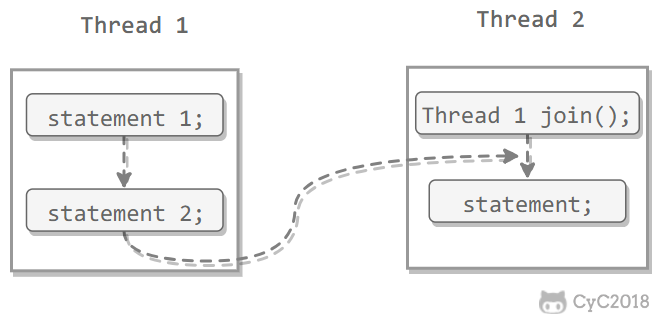 Thread 1
statement 1;
statement 2;
Thread 2
Thread 1 join();
statement;
CyC2018